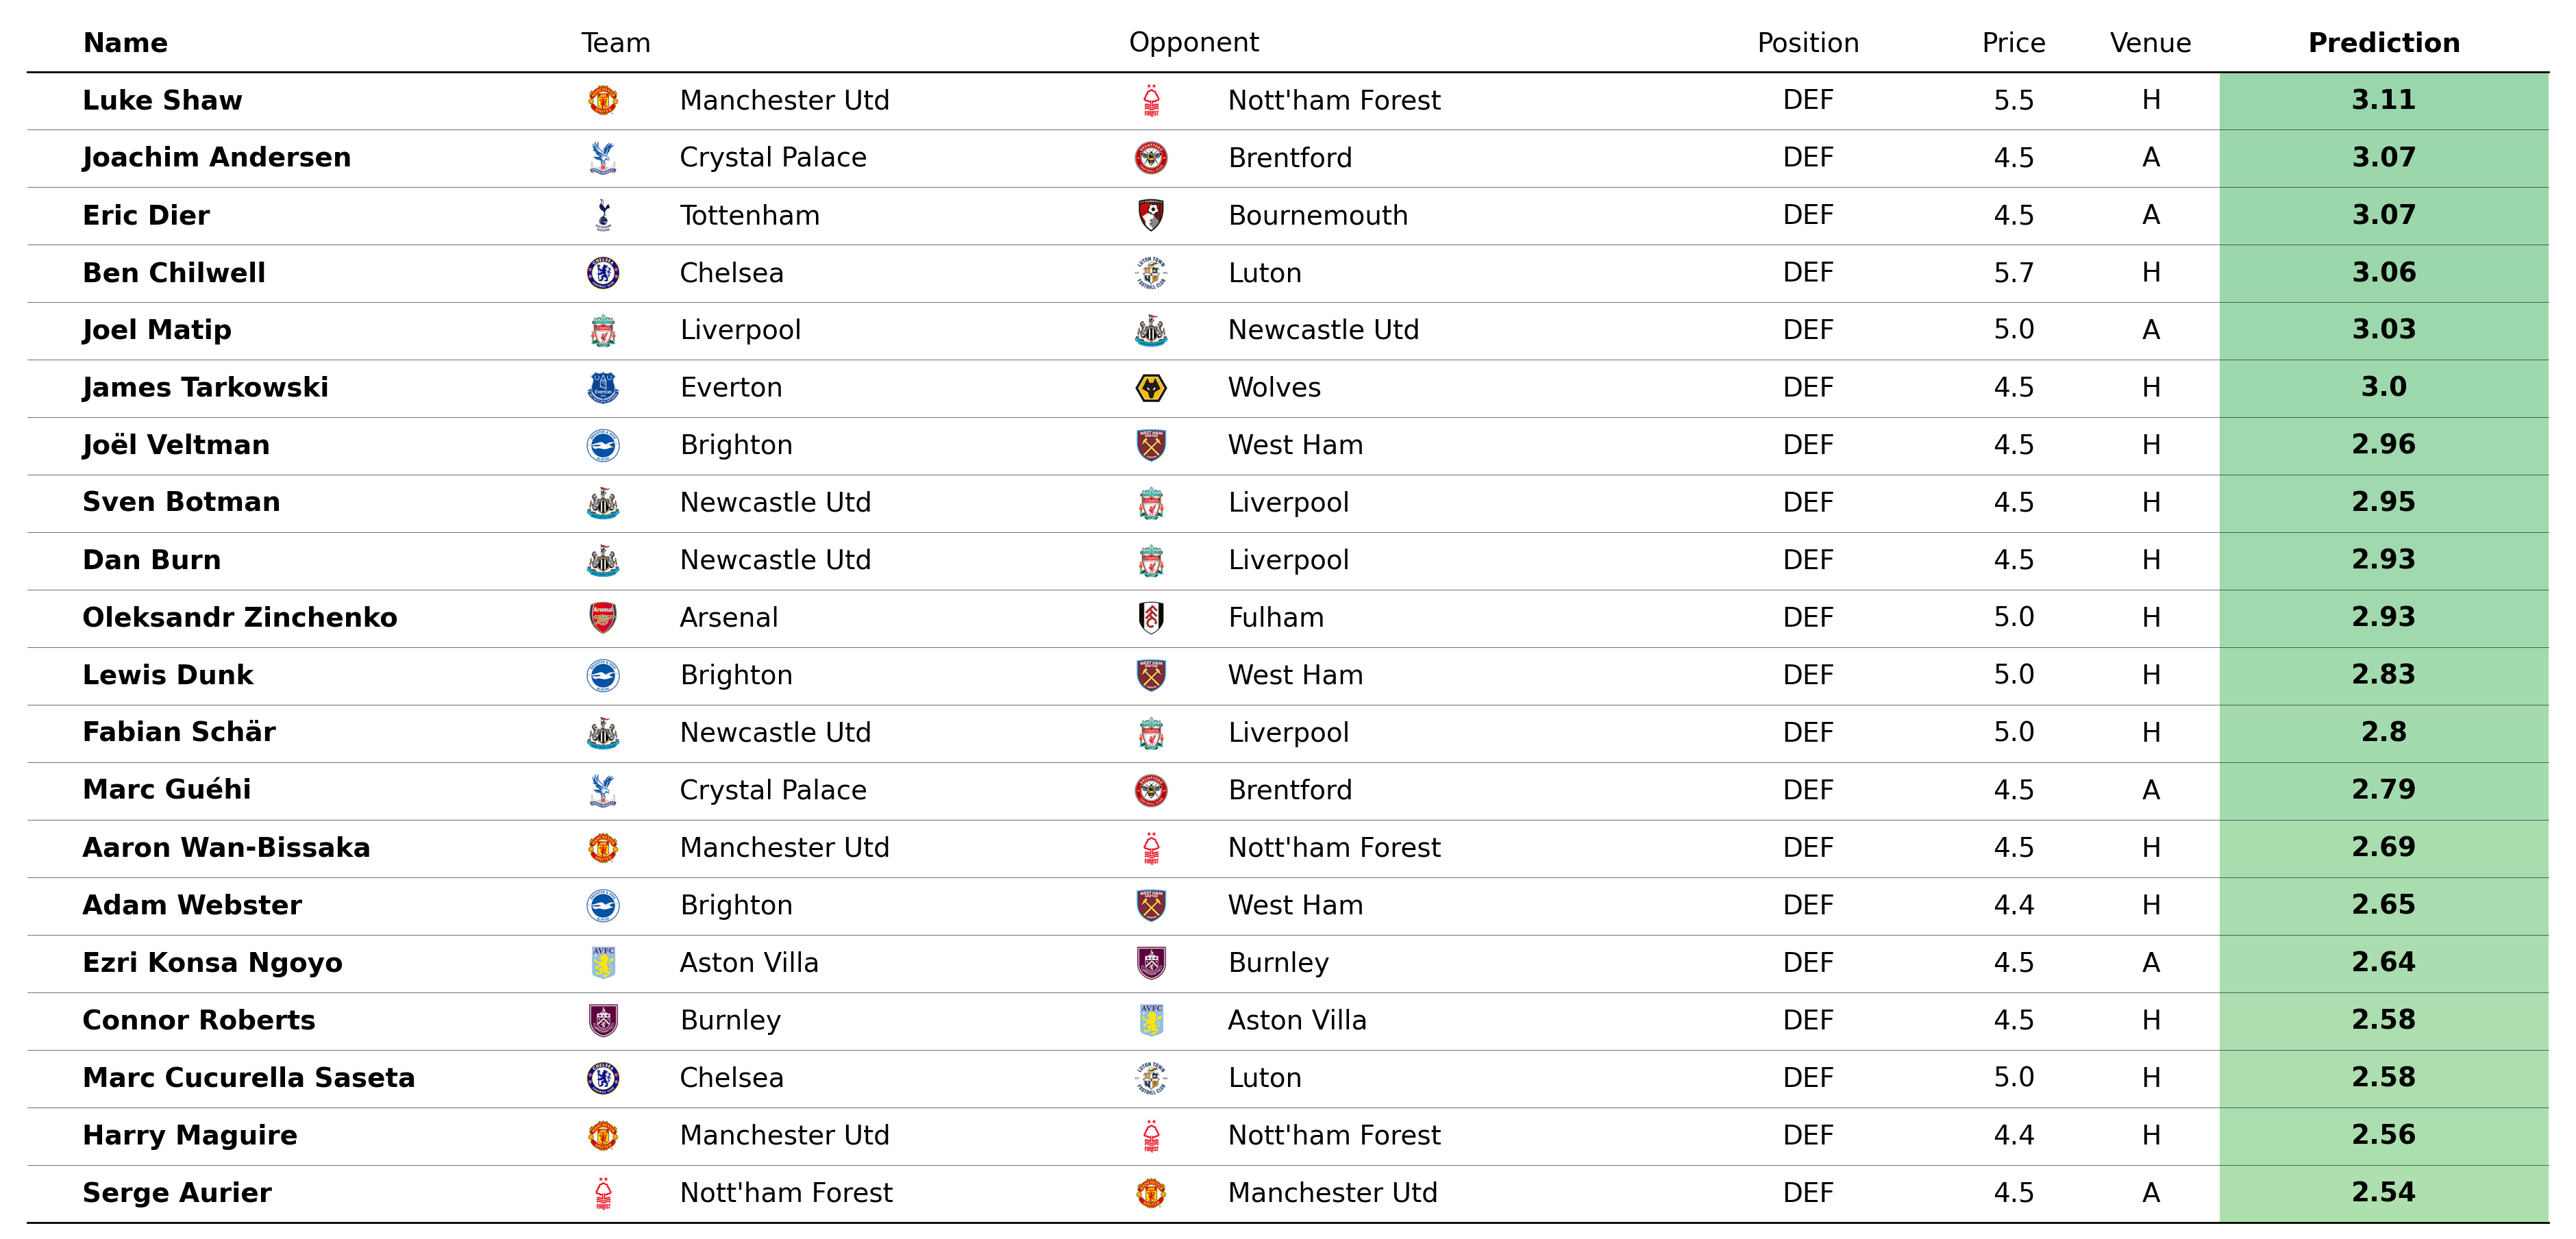 Name Team Opponent Position Price Venue Prediction
Luke Shaw Manchester Utd Nott'ham Forest DEF 5.5 H 3.11
Joachim Andersen Crystal Palace Brentford DEF 4.5 A 3.07
Eric Dier Tottenham Bournemouth DEF 4.5 A 3.07
Ben Chilwell Chelsea Luton DEF 5.7 H 3.06
Joel Matip Liverpool Newcastle Utd DEF 5.0 A 3.03
James Tarkowski Everton Wolves DEF 4.5 H 3.0
Joël Veltman Brighton West Ham DEF 4.5 H 2.96
Sven Botman Newcastle Utd Liverpool DEF 4.5 H 2.95
Dan Burn Newcastle Utd Liverpool DEF 4.5 H 2.93
Oleksandr Zinchenko Arsenal Fulham DEF 5.0 H 2.93
Lewis Dunk Brighton West Ham DEF 5.0 H 2.83
Fabian Schär Newcastle Utd Liverpool DEF 5.0 H 2.8
Marc Guéhi Crystal Palace Brentford DEF 4.5 A 2.79
Aaron Wan-Bissaka Manchester Utd Nott'ham Forest DEF 4.5 H 2.69
Adam Webster Brighton West Ham DEF 4.4 H 2.65
Ezri Konsa Ngoyo Aston Villa Burnley DEF 4.5 A 2.64
Connor Roberts Burnley Aston Villa DEF 4.5 H 2.58
Marc Cucurella Saseta Chelsea Luton DEF 5.0 H 2.58
Harry Maguire Manchester Utd Nott'ham Forest DEF 4.4 H 2.56
Serge Aurier Nott'ham Forest Manchester Utd DEF 4.5 A 2.54